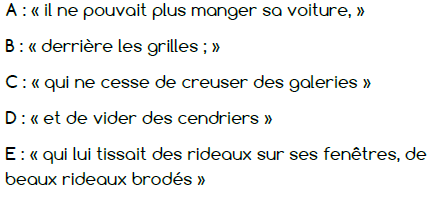 A : « il ne pouvait plus manger sa voiture, »
B : « derrière les grilles ; »
C : « qui ne cesse de creuser des galeries »
D : « et de vider des cendriers »
E : « qui lui tissait des rideaux sur ses fenêtres, de
beaux rideaux brodés »